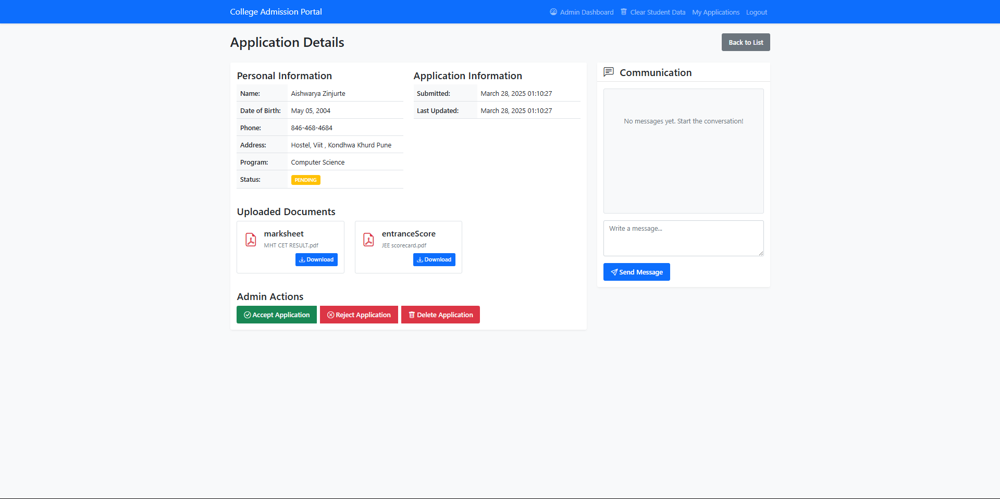 College Admission Portal
Admin Dashboard Clear Student Data My Applications Logout
Application Details
Back to List
Personal Information
Name: Aishwarya Zinjurte
Date of Birth: May 05, 2004
Phone: 846-468-4684
Address: Hostel, Viit , Kondhwa Khurd Pune
Program: Computer Science
Status: PENDING
Application Information
Submitted: March 28, 2025 01:10:27
Last Updated: March 28, 2025 01:10:27
Uploaded Documents
marksheet
MHT CET RESULT.pdf
Download
entranceScore
JEE scorecard.pdf
Download
Admin Actions
Accept Application Reject Application Delete Application
Communication
No messages yet. Start the conversation!
Write a message...
Send Message